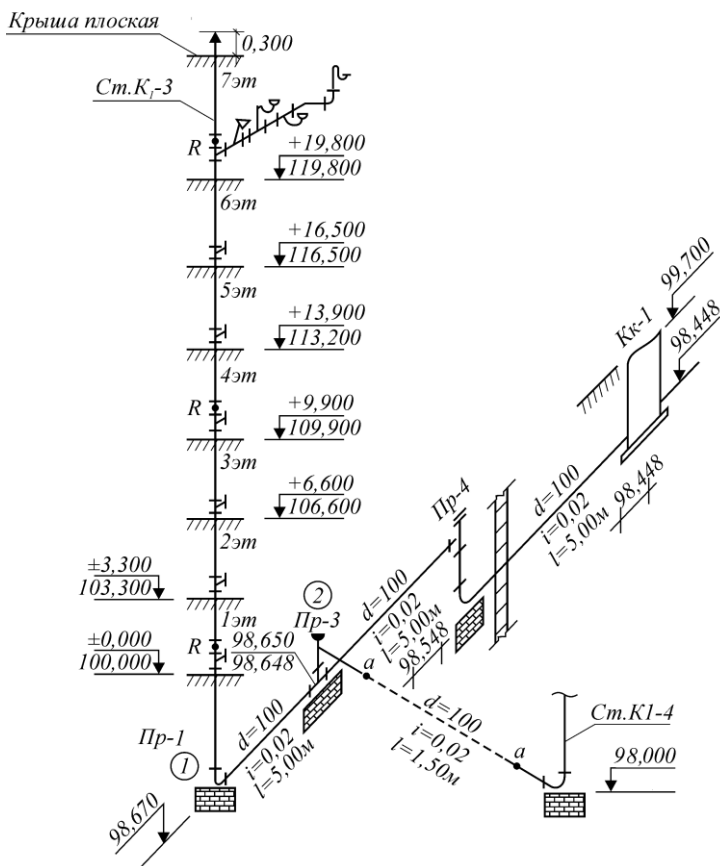 Крыша плоская
0,300
7эт
Ст.К₁-3
R
+19,800
119,800
6эт
+16,500
116,500
5эт
+13,900
113,200
4эт
R
+9,900
109,900
3эт
+6,600
106,600
2эт
±3,300
103,300
1эт
R
±0,000
100,000
99,700
98,448
Кк-1
98,448
d=100
i=0,02
l=5,00м
Пр-4
2
Пр-3
98,650
98,648
d=100
i=0,02
l=5,00м
98,548
a
d=100
i=0,02
l=1,50м
a
Ст.К1-4
98,000
Пр-1
1
d=100
i=0,02
l=5,00м
98,670